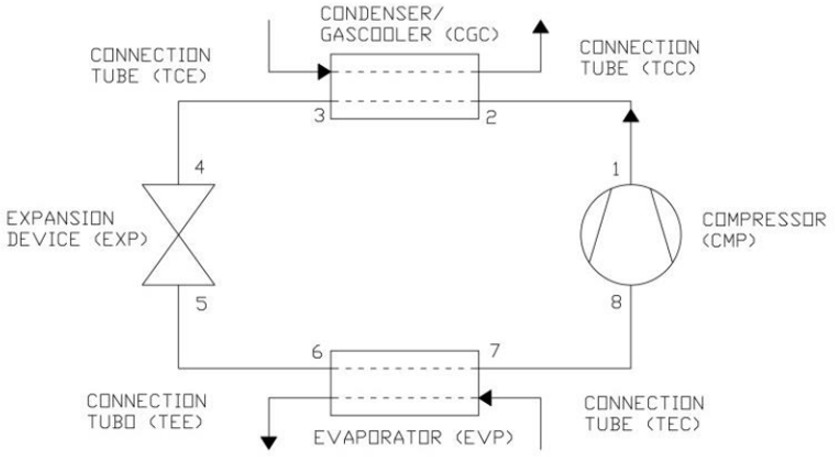 CONDENSER/
GASCOOLER (CGC)
CONNECTION
TUBE (TCE)
CONNECTION
TUBE (TCC)
3
2
4
1
EXPANSION
DEVICE (EXP)
COMPRESSOR
(CMP)
5
8
6
7
CONNECTION
TUBO (TEE)
CONNECTION
TUBE (TEC)
EVAPORATOR (EVP)